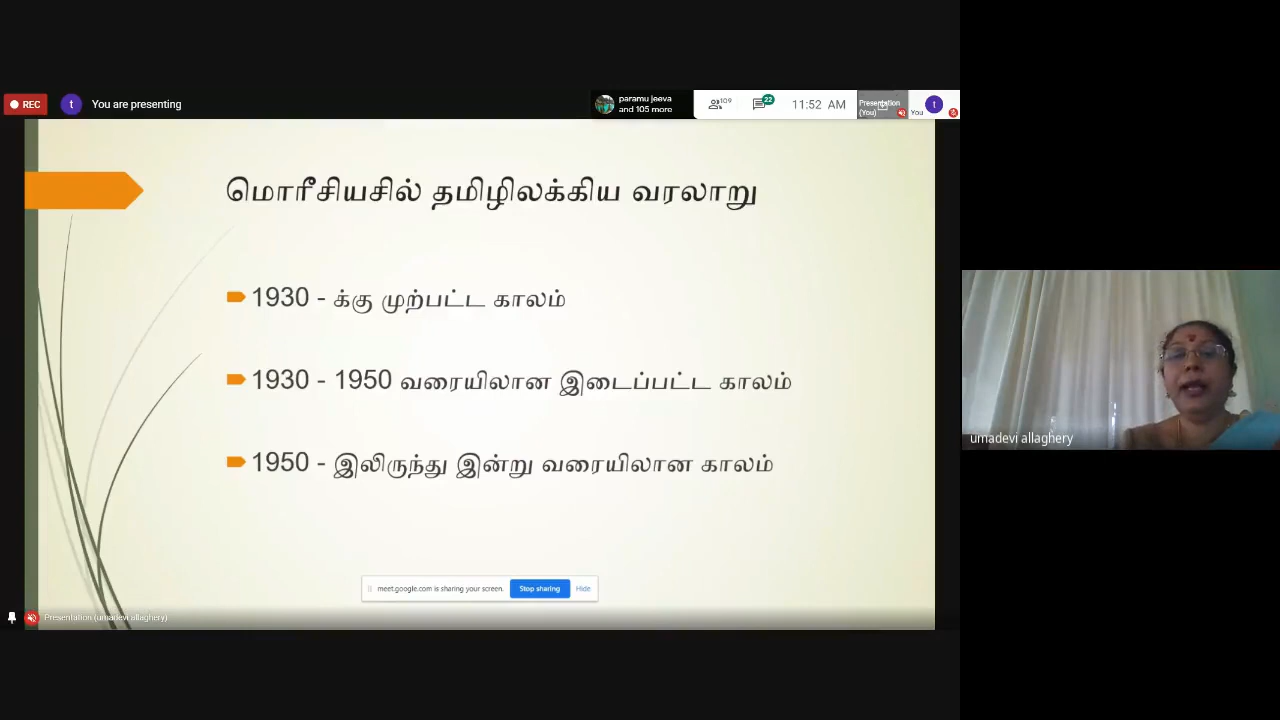 REC
t
You are presenting
paramu jeeva
and 105 more
109
22
11:52 AM
Presentation
(You)
t
You
மொரீசியசில் தமிழிலக்கிய வரலாறு
1930 - க்கு முற்பட்ட காலம்
1930 - 1950 வரையிலான இடைப்பட்ட காலம்
1950 - இலிருந்து இன்று வரையிலான காலம்
umadevi allaghery
meet.google.com is sharing your screen.
Stop sharing
Hide
Presentation (umadevi allaghery)